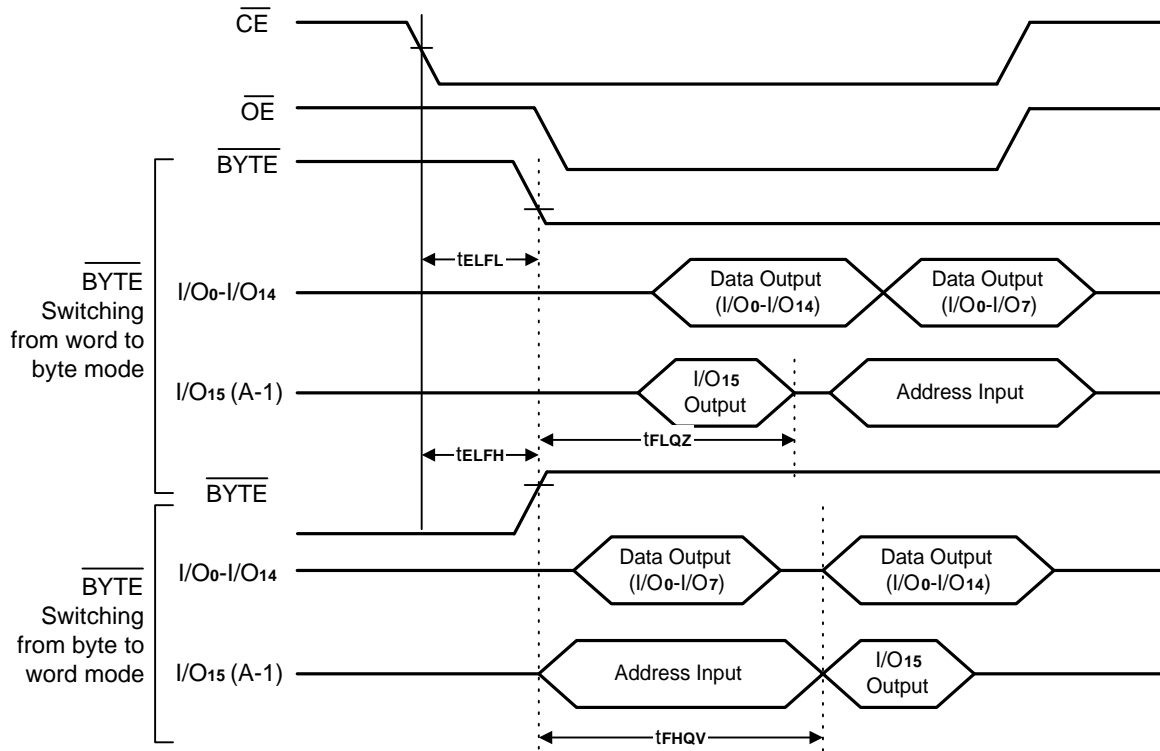 CE
OE
BYTE
tELFL
BYTE
Switching
from word to
byte mode
I/O0-I/O14
Data Output
(I/O0-I/O14)
Data Output
(I/O0-I/O7)
I/O15 (A-1)
I/O15
Output
Address Input
tELFH
tFLQZ
BYTE
BYTE
Switching
from byte to
word mode
I/O0-I/O14
Data Output
(I/O0-I/O7)
Data Output
(I/O0-I/O14)
I/O15 (A-1)
Address Input
I/O15
Output
tFHQV